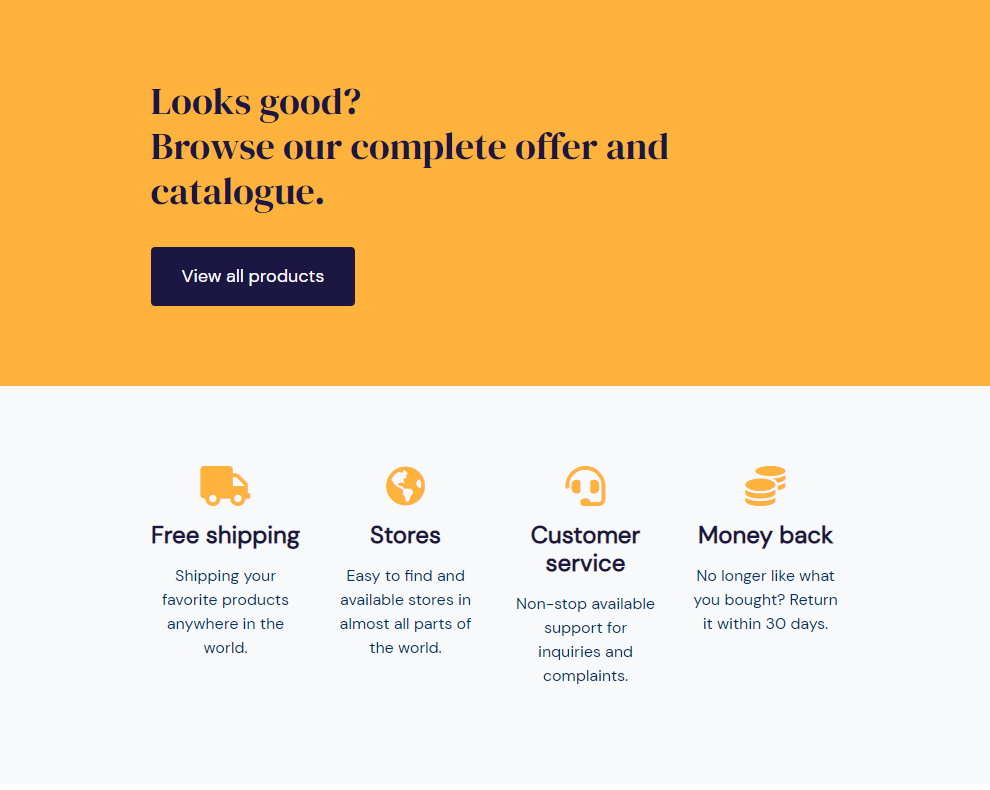 Looks good?
Browse our complete offer and
catalogue.
View all products
Free shipping
Shipping your
favorite products
anywhere in the
world.
Stores
Easy to find and
available stores in
almost all parts of
the world.
Customer
service
Non-stop available
support for
inquiries and
complaints.
Money back
No longer like what
you bought? Return
it within 30 days.